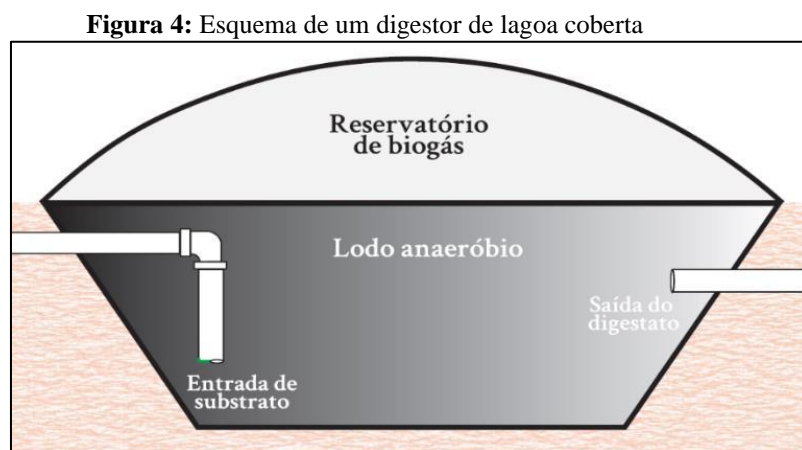 Figura 4: Esquema de um digestor de lagoa coberta
Reservatório
de biogás
Lodo anaeróbio
Saída do
digestato
Entrada de
substrato